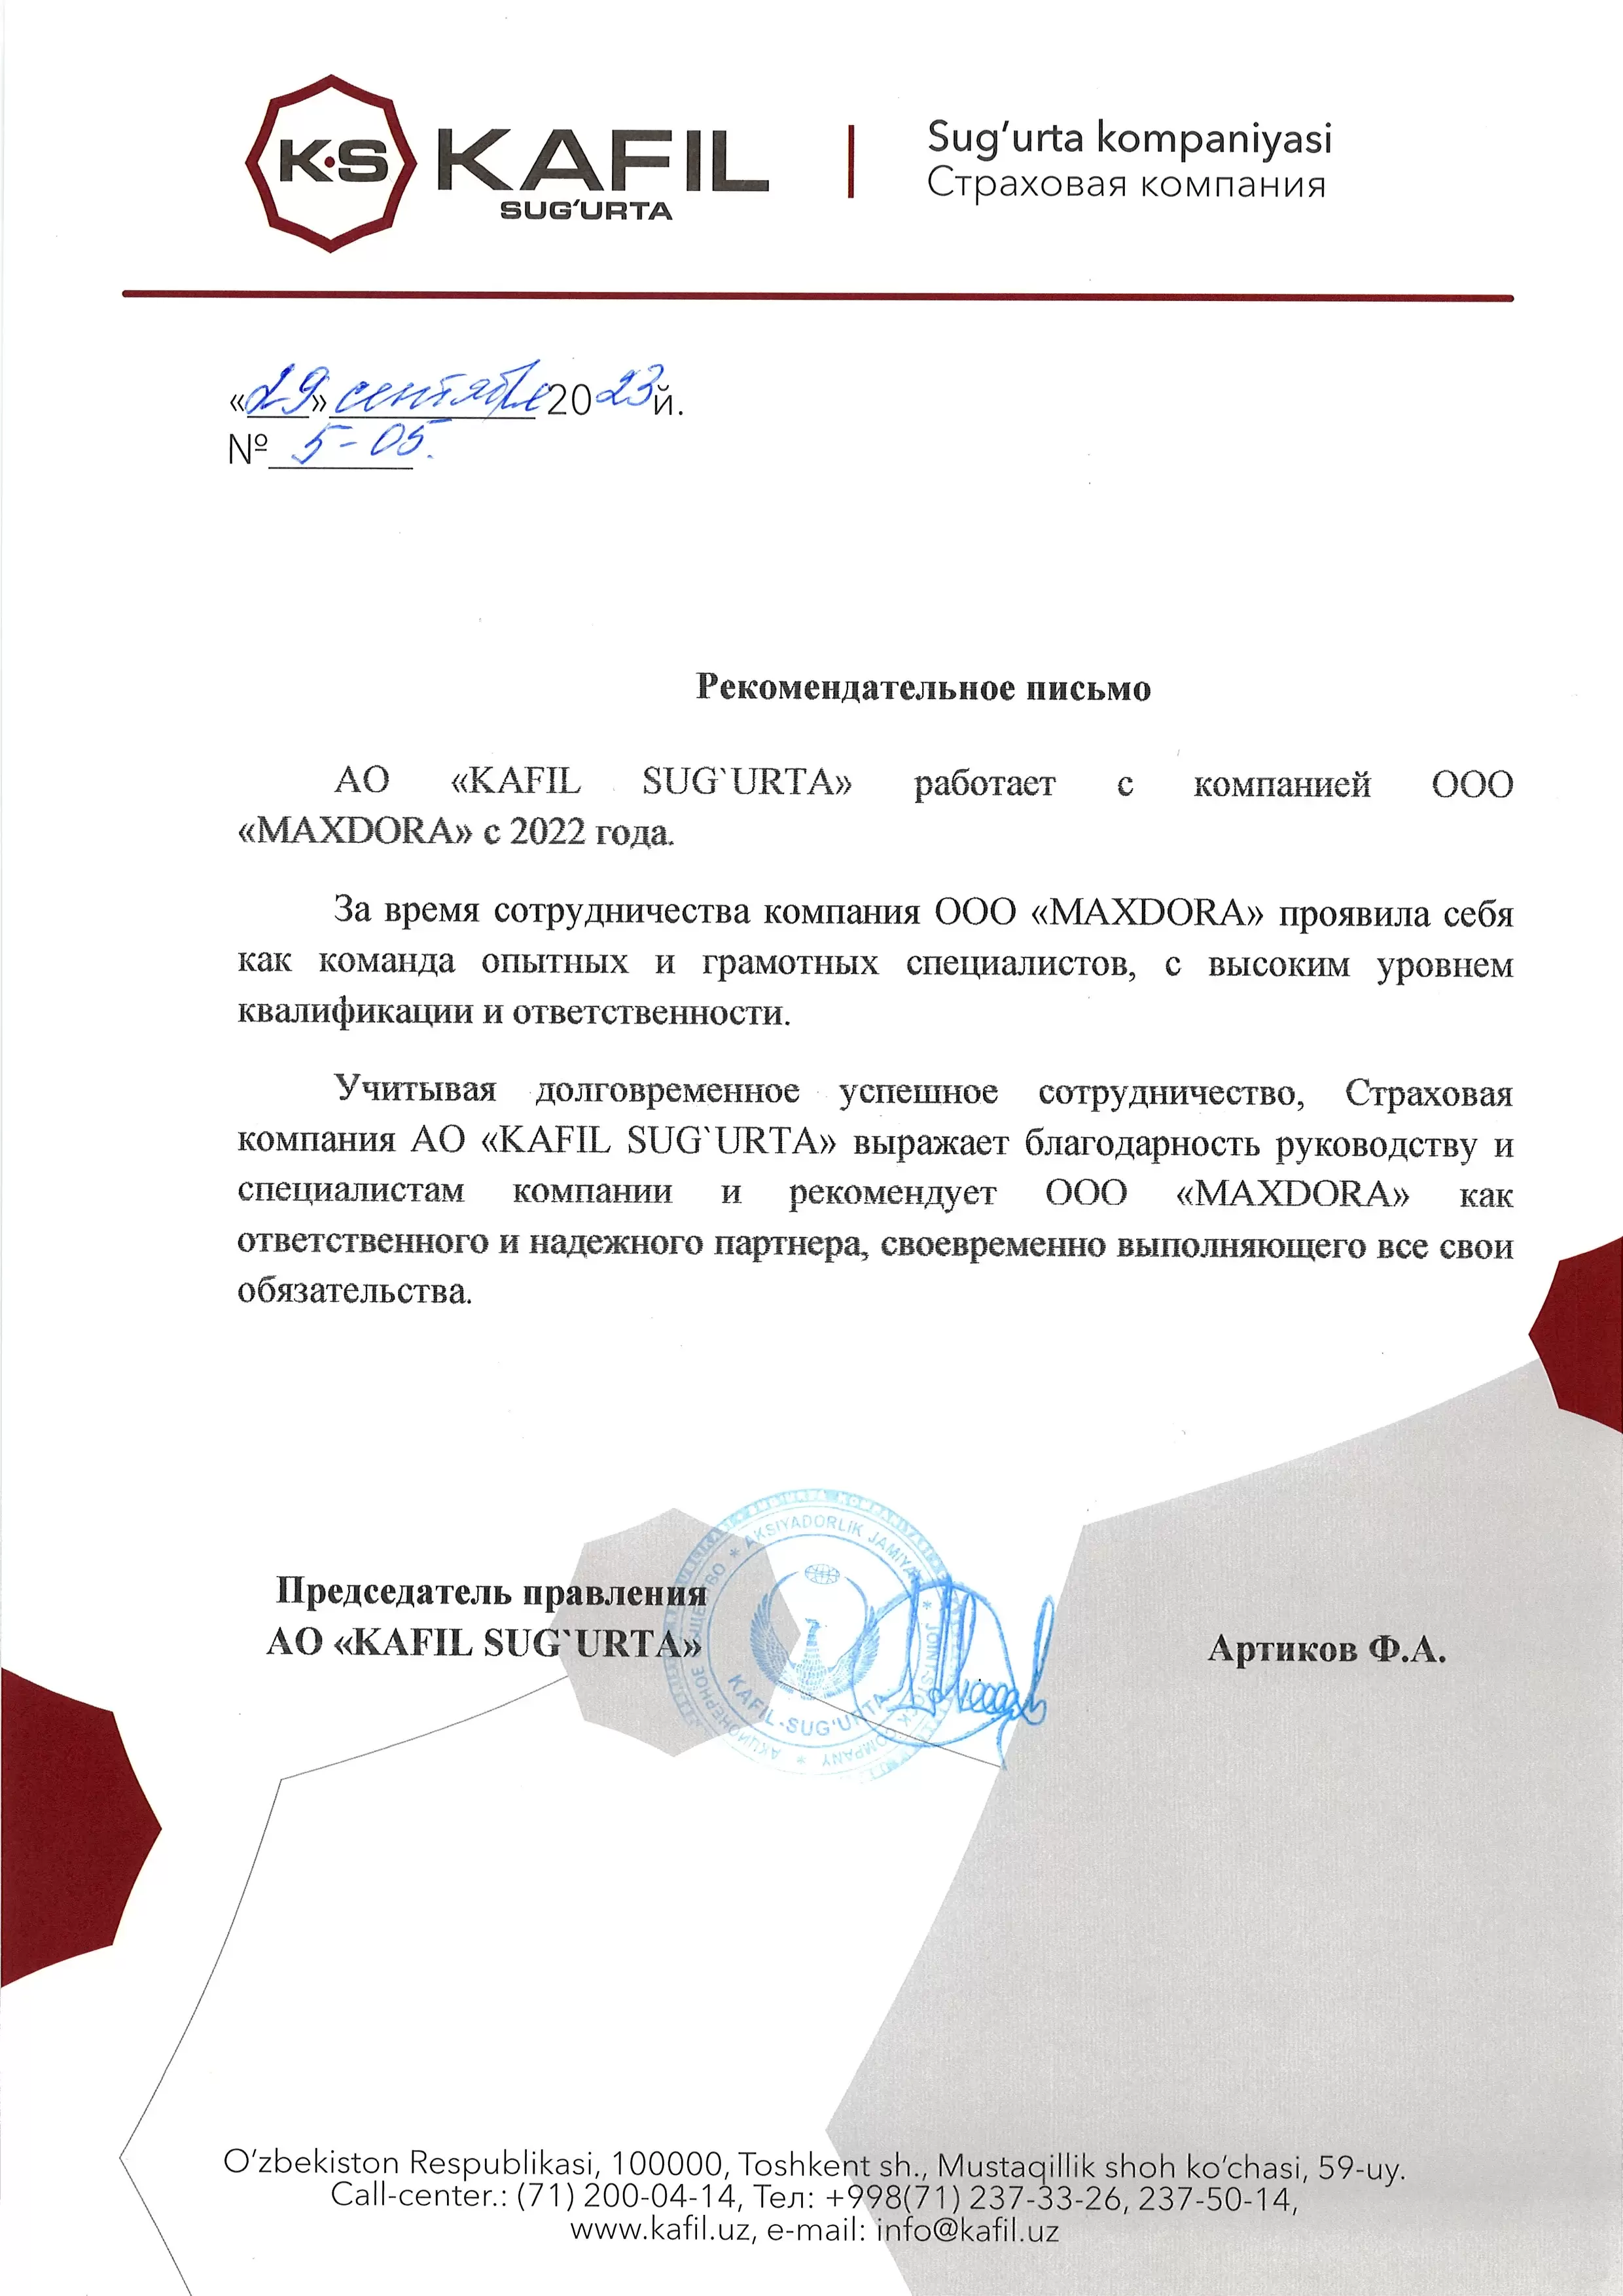 K·S KAFIL
SUG'URTA
Sug'urta kompaniyasi
Страховая компания
«29» сентября 2023й.
№ 5-05.
Рекомендательное письмо
АО «KAFIL SUG`URTA» работает с компанией ООО
«MAXDORA» с 2022 года.
За время сотрудничества компания ООО «MAXDORA» проявила себя
как команда опытных и грамотных специалистов, с высоким уровнем
квалификации и ответственности.
Учитывая долговременное успешное сотрудничество, Страховая
компания АО «KAFIL SUG`URTA» выражает благодарность руководству и
специалистам компании и рекомендует ООО «MAXDORA» как
ответственного и надежного партнера, своевременно выполняющего все свои
обязательства.
Председатель правления
АО «KAFIL SUG`URTA»
AKSIYADORLIK JAMIYAT
JOINT-STOCK COMPANY
АКЦИОНЕРНОЕ ОБЩЕСТВО
KAFIL-SUG'URTA
Артиков Ф.А.
O'zbekiston Respublikasi, 100000, Toshkent sh., Mustaqillik shoh ko'chasi, 59-uy.
Call-center.: (71) 200-04-14, Тел: +998(71) 237-33-26, 237-50-14,
www.kafil.uz, e-mail: info@kafil.uz